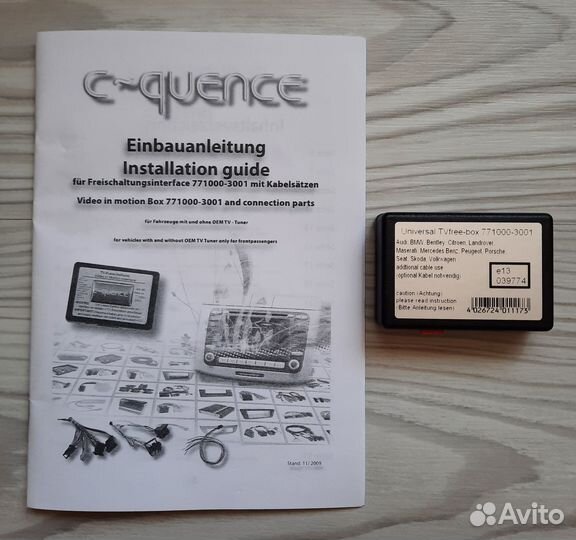 c~quence
Einbauanleitung
Installation guide
für Freischaltungsinterface 771000-3001 mit Kabelsätzen
Video in motion Box 771000-3001 and connection parts
für Fahrzeuge mit und ohne OEM TV - Tuner
for vehicles with and without OEM TV Tuner only for frontpassengers
TV-Freischaltung
Stand: 11/ 2009
Universal TVfree-box 771000-3001
Audi, BMW, Bentley, Citroen, Landrover,
Maserati, Mercedes Benz, Peugeot, Porsche,
Seat, Skoda, Volkswagen
additional cable use
optional Kabel notwendig:
e13
039774
caution (Achtung)
please read instruction
(Bitte Anleitung lesen)
4 026724 011173
Avito